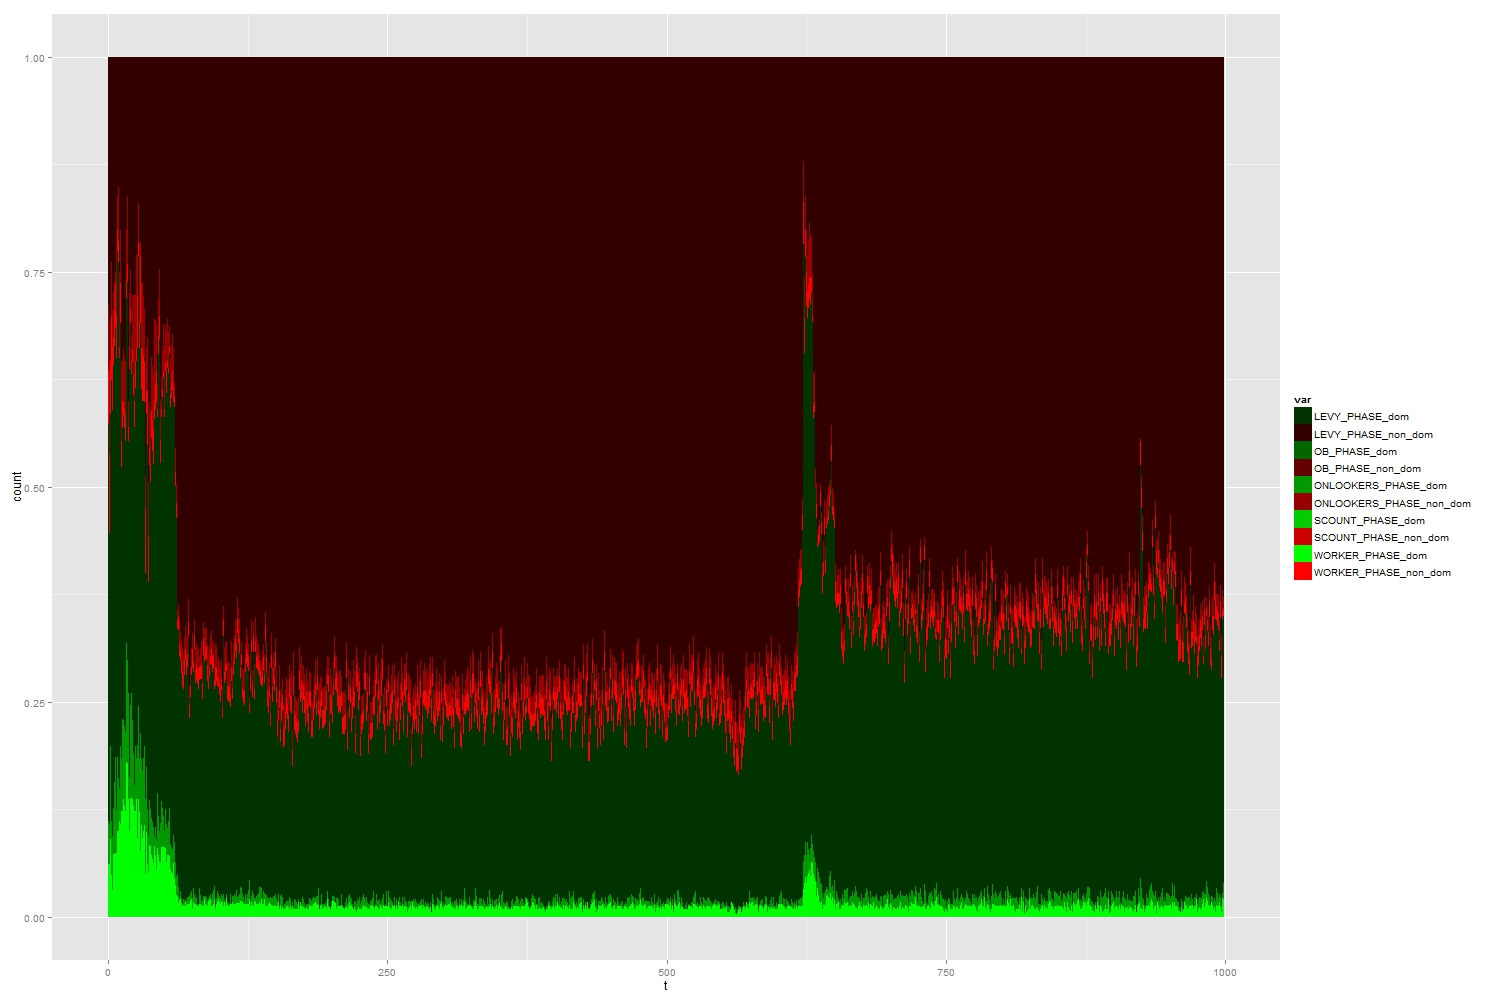 1.00
0.75
0.50
0.25
0.00
count
0
250
500
750
1000
t
var
LEVY_PHASE_dom
LEVY_PHASE_non_dom
OB_PHASE_dom
OB_PHASE_non_dom
ONLOOKERS_PHASE_dom
ONLOOKERS_PHASE_non_dom
SCOUNT_PHASE_dom
SCOUNT_PHASE_non_dom
WORKER_PHASE_dom
WORKER_PHASE_non_dom